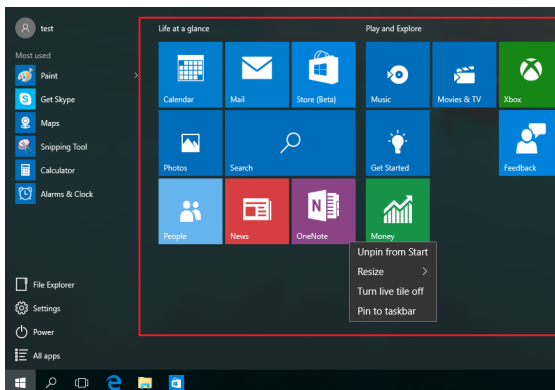 test
Life at a glance
Play and Explore
Most used
Paint
Get Skype
Maps
Snipping Tool
Calculator
Alarms & Clock
Calendar
Mail
Store (Beta)
Music
Movies & TV
Xbox
Photos
Search
Get Started
Feedback
People
News
OneNote
Money
Unpin from Start
Resize
Turn live tile off
Pin to taskbar
File Explorer
Settings
Power
All apps